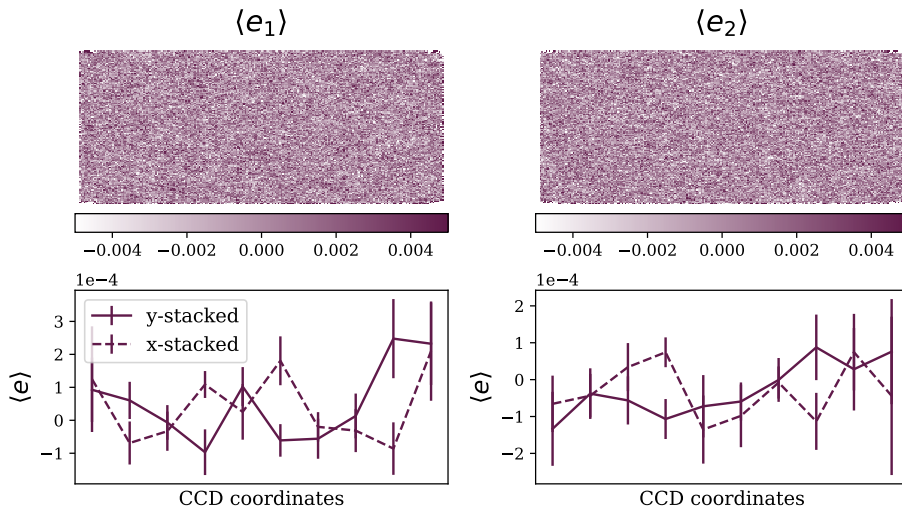 ⟨e₁⟩ ⟨e₂⟩
−0.004 −0.002 0.000 0.002 0.004
−0.004 −0.002 0.000 0.002 0.004
1e−4
3
2
1
0
−1
⟨e⟩
y-stacked
x-stacked
CCD coordinates
1e−4
2
1
0
−1
−2
⟨e⟩
CCD coordinates